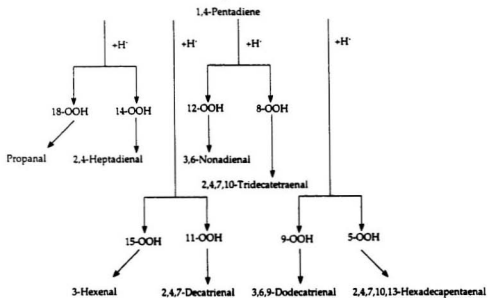 1,4-Pentadiene
+H· +H· +H· +H·
18-OOH 14-OOH 12-OOH 8-OOH
Propanal 2,4-Heptadienal 3,6-Nonadienal
2,4,7,10-Tridecatetraenal
15-OOH 11-OOH 9-OOH 5-OOH
3-Hexenal 2,4,7-Decatrienal 3,6,9-Dodecatrienal 2,4,7,10,13-Hexadecapentaenal